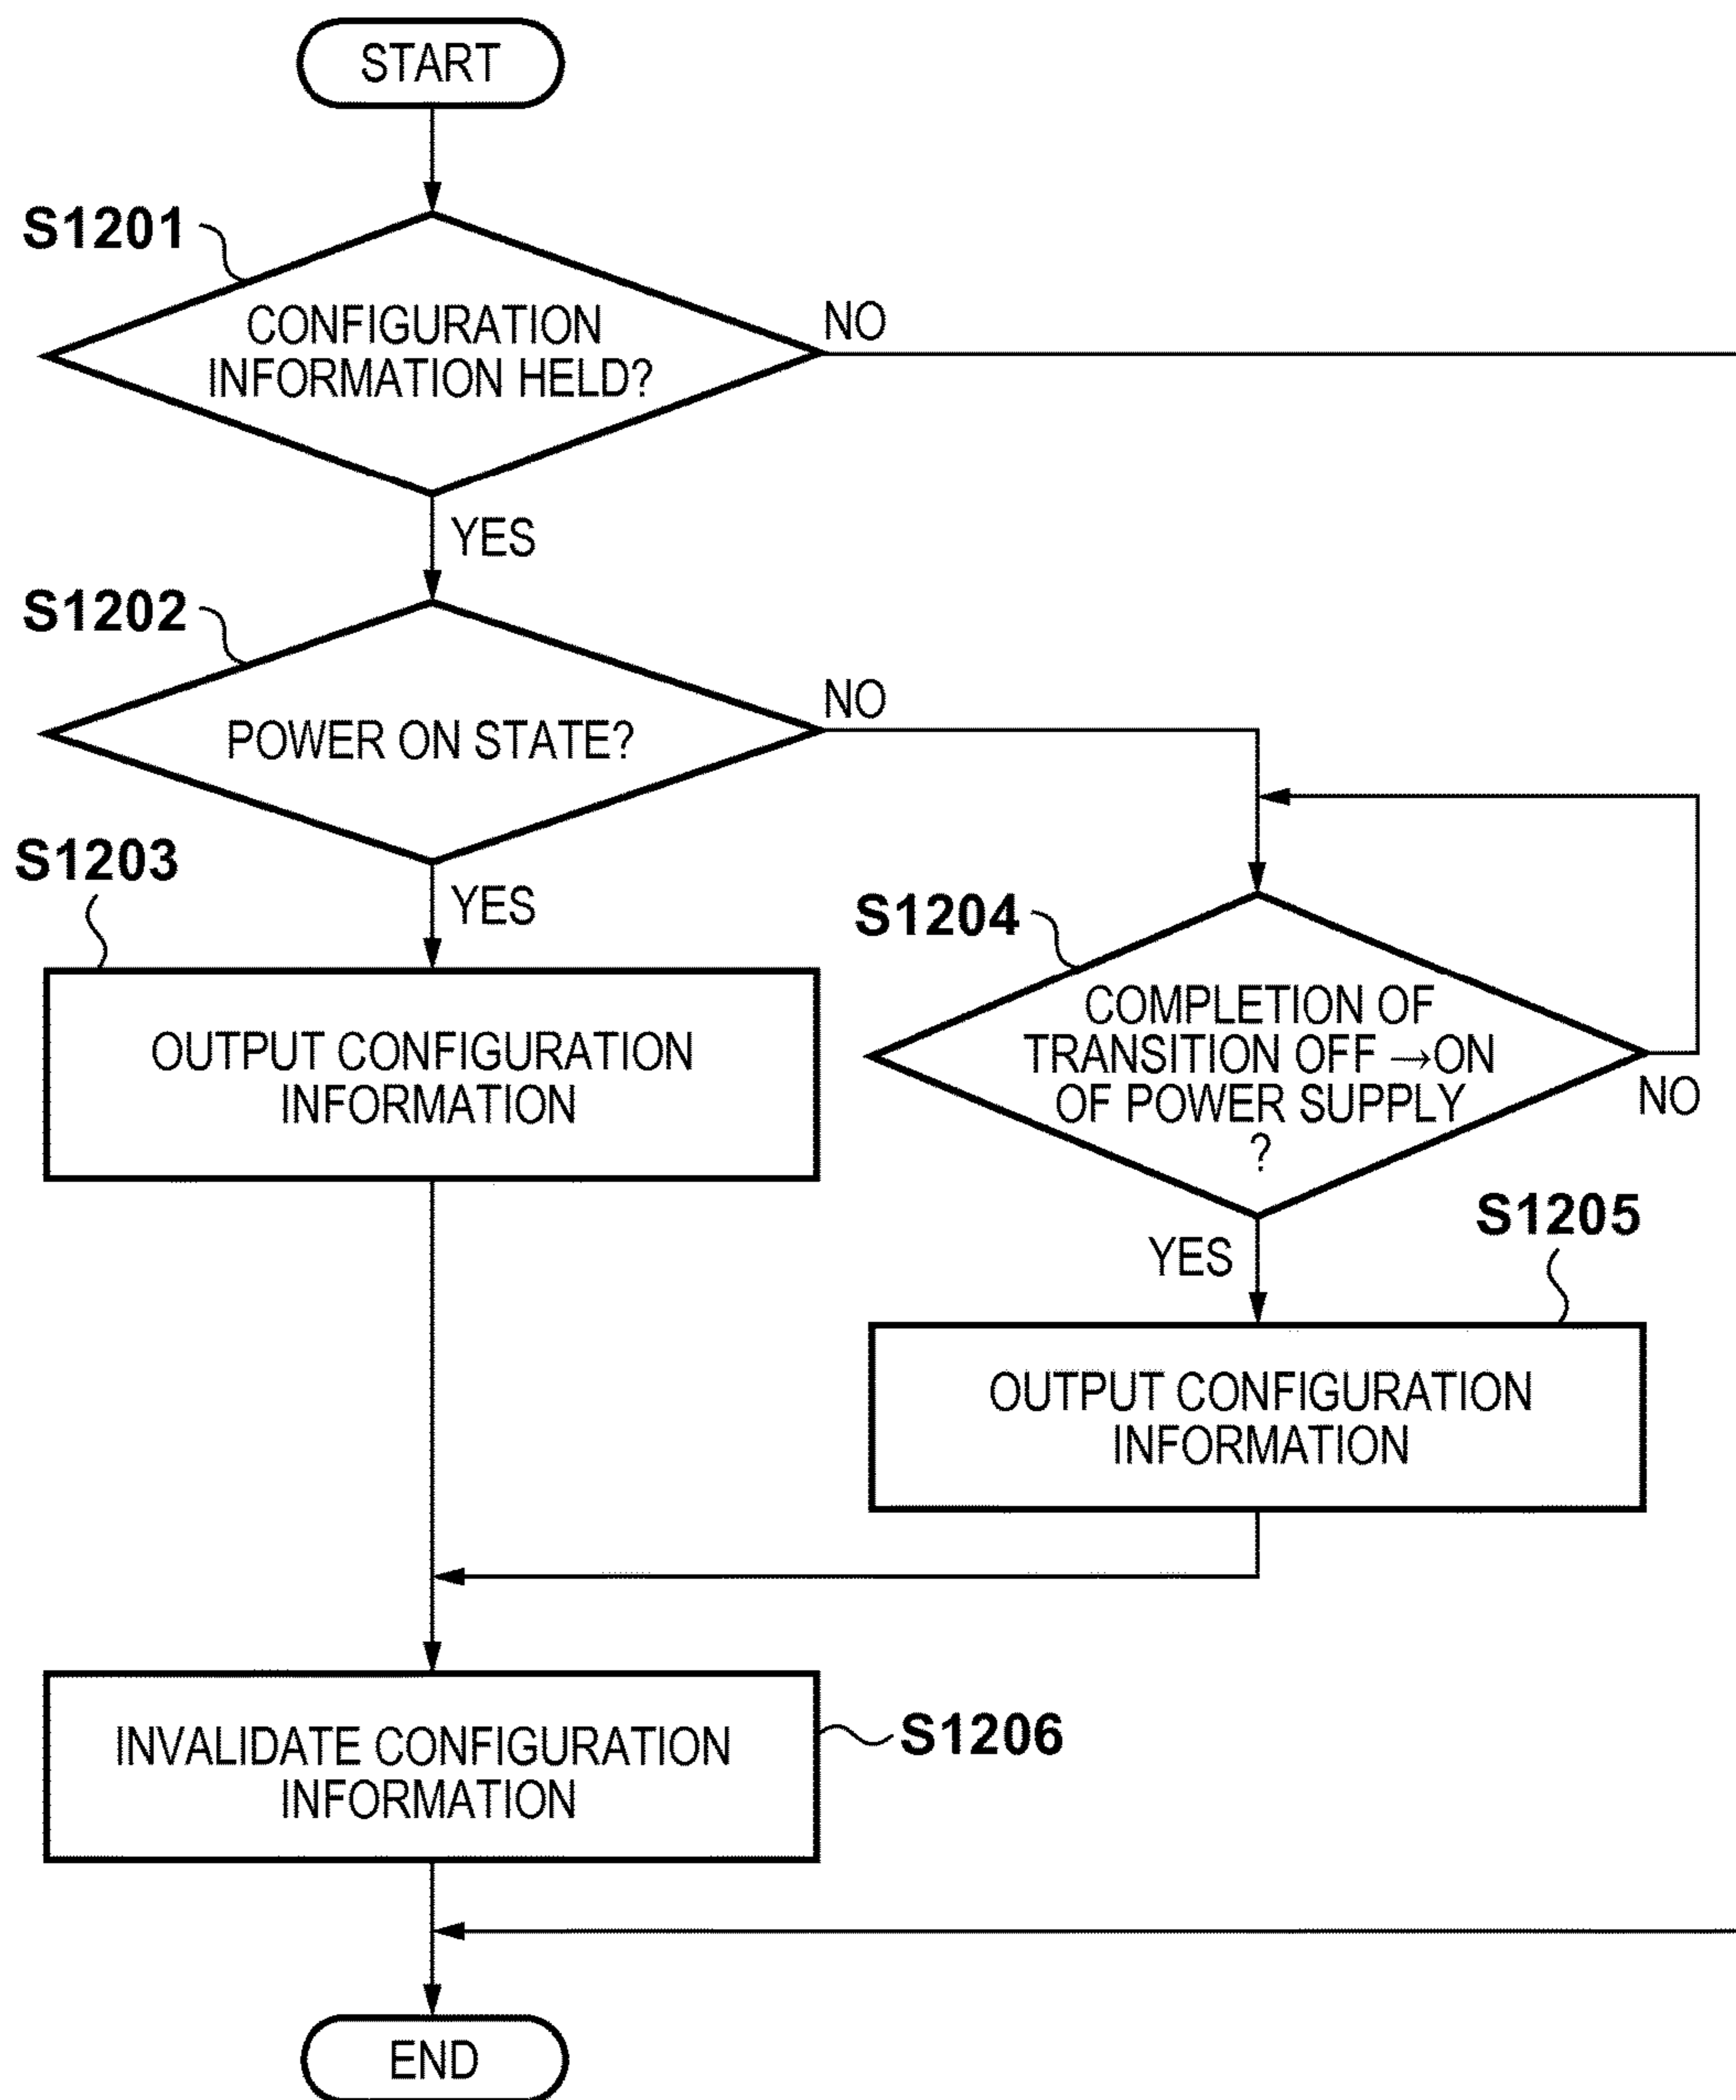 START
S1201
CONFIGURATION
INFORMATION HELD?
NO
YES
S1202
POWER ON STATE?
NO
YES
S1203
OUTPUT CONFIGURATION
INFORMATION
S1204
COMPLETION OF
TRANSITION OFF →ON
OF POWER SUPPLY
?
NO
YES
S1205
OUTPUT CONFIGURATION
INFORMATION
INVALIDATE CONFIGURATION
INFORMATION
S1206
END